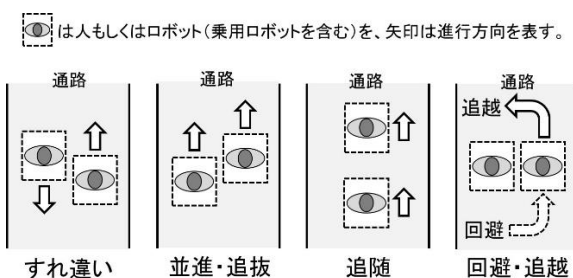 は人もしくはロボット(乗用ロボットを含む)を、矢印は進行方向を表す。
通路
通路
通路
通路
追越
回避
すれ違い
並進・追抜
追随
回避・追越